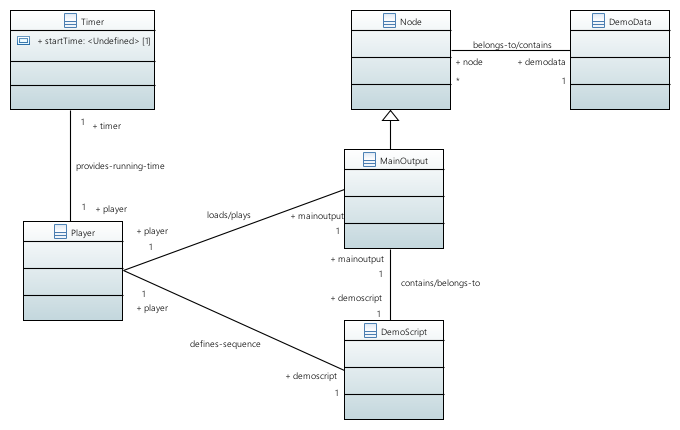 Timer
+ startTime: <Undefined> [1]
Node
DemoData
belongs-to/contains
+ node
+ demodata
*
1
1
+ timer
provides-running-time
1
+ player
Player
MainOutput
+ player
1
loads/plays
+ mainoutput
1
+ mainoutput
1
contains/belongs-to
+ demoscript
1
1
+ player
defines-sequence
DemoScript
+ demoscript
1